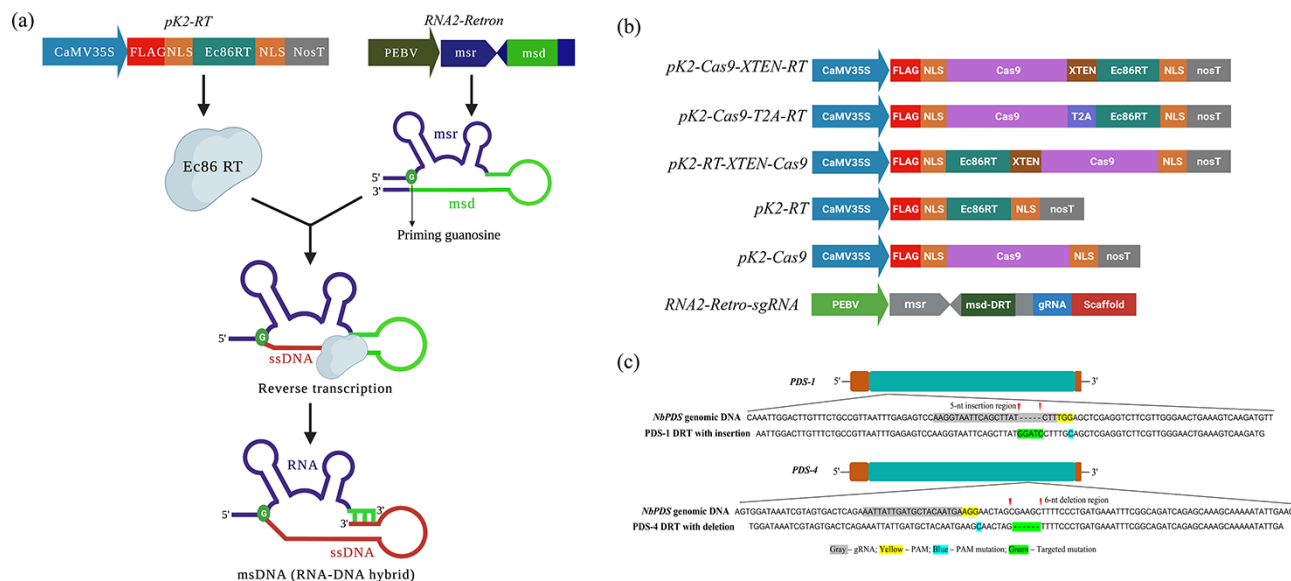 (a)
pK2-RT
RNA2-Retron
CaMV35S FLAG NLS Ec86RT NLS NosT
PEBV msr msd
Ec86 RT
msr
5'
G
3'
msd
Priming guanosine
5'
G
ssDNA
Reverse transcription
RNA
5'
G
3'
3'
ssDNA
msDNA (RNA-DNA hybrid)
(b)
pK2-Cas9-XTEN-RT CaMV35S FLAG NLS Cas9 XTEN Ec86RT NLS nosT
pK2-Cas9-T2A-RT CaMV35S FLAG NLS Cas9 T2A Ec86RT NLS nosT
pK2-RT-XTEN-Cas9 CaMV35S FLAG NLS Ec86RT XTEN Cas9 NLS nosT
pK2-RT CaMV35S FLAG NLS Ec86RT NLS nosT
pK2-Cas9 CaMV35S FLAG NLS Cas9 NLS nosT
RNA2-Retro-sgRNA PEBV msr msd-DRT gRNA Scaffold
(c)
PDS-1 5' 3'
5-nt insertion region
NbPDS genomic DNA CAAATTGGACTTGTTTCTGCCGTTAATTTGAGAGTCCAAGGTAATTCAGCTTAT-----CTTTGGAGCTCGAGGTCTTCGTTGGGAACTGAAAGTCAAGATGTT
PDS-1 DRT with insertion AATTGGACTTGTTTCTGCCGTTAATTTGAGAGTCCAAGGTAATTCAGCTTATGGATCCTTTGCAGCTCGAGGTCTTCGTTGGGAACTGAAAGTCAAGATG
PDS-4 5' 3'
6-nt deletion region
NbPDS genomic DNA AGTGGATAAATCGTAGTGACTCAGAAATTATTGATGCTACAATGAAGGAACTAGCGAAGCTTTTCCCTGATGAAATTTCGGCAGATCAGAGCAAAGCAAAAATATTGAAG
PDS-4 DRT with deletion TGGATAAATCGTAGTGACTCAGAAATTATTGATGCTACAATGAAGCAACTAG------TTTTCCCTGATGAAATTTCGGCAGATCAGAGCAAAGCAAAAATATTGA
Gray – gRNA; Yellow – PAM; Blue – PAM mutation; Green – Targeted mutation